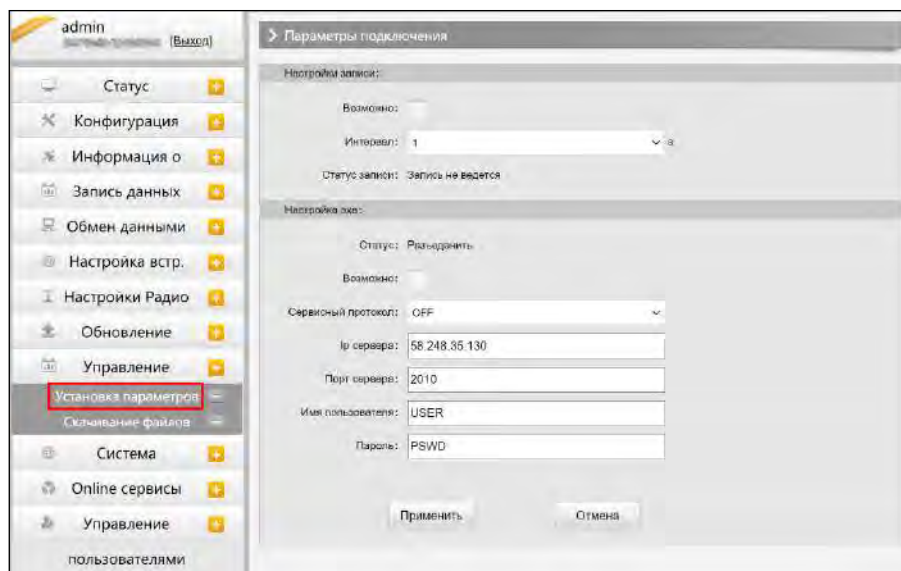 admin
[Выход]
Статус
Конфигурация
Информация о
Запись данных
Обмен данными
Настройка встр.
Настройки Радио
Обновление
Управление
Установка параметров
Скачивание файлов
Система
Online сервисы
Управление
пользователями
Параметры подключения
Настройки записи:
Возможно:
Интервал: 1
Статус записи: Запись не ведется
Статус: Разъединить
Возможно:
Сервисный протокол: OFF
Ip сервера: 58.248.35.130
Порт сервера: 2010
Имя пользователя: USER
Пароль: PSWD
Применить Отмена